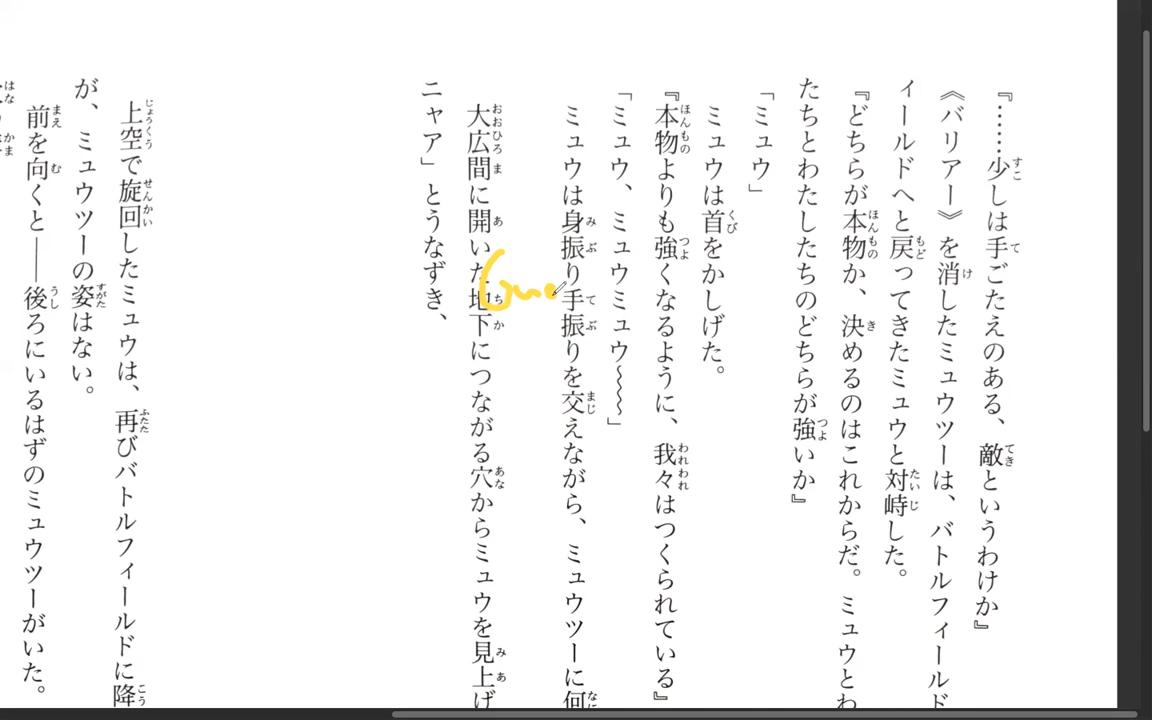 『……少しは手ごたえのある、敵というわけか』
《バリアー》を消したミュウツーは、バトルフィールド
ィールドへと戻ってきたミュウと対峙した。
『どちらが本物か、決めるのはこれからだ。ミュウとわ
たちとわたしたちのどちらが強いか』
「ミュウ」
ミュウは首をかしげた。
『本物よりも強くなるように、我々はつくられている』
「ミュウ、ミュウミュウ〜〜〜」
ミュウは身振り手振りを交えながら、ミュウツーに何
大広間に開いた地下につながる穴からミュウを見上げ
ニャア」とうなずき、
上空で旋回したミュウは、再びバトルフィールドに降
が、ミュウツーの姿はない。
前を向くと――後ろにいるはずのミュウツーがいた。